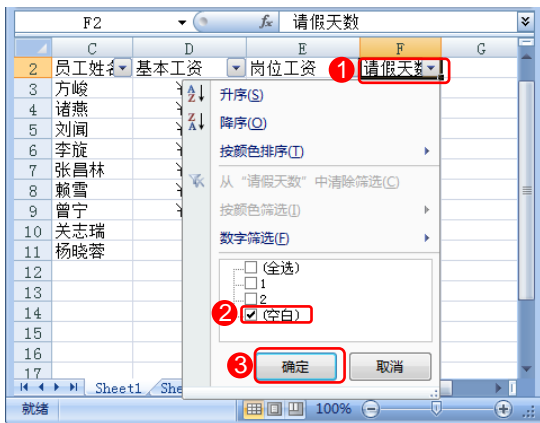 F2 fx 请假天数
C D E F G
2 员工姓名 基本工资 岗位工资 1 请假天数
3 方峻
4 诸燕
5 刘闻
6 李旋
7 张昌林
8 赖雪
9 曾宁
10 关志瑞
11 杨晓蓉
12
13
14
15
16
17
升序(S)
降序(O)
按颜色排序(T)
从“请假天数”中清除筛选(C)
按颜色筛选(I)
数字筛选(F)
(全选)
1
2
2 (空白)
3 确定 取消
Sheet1 She
就绪 100%